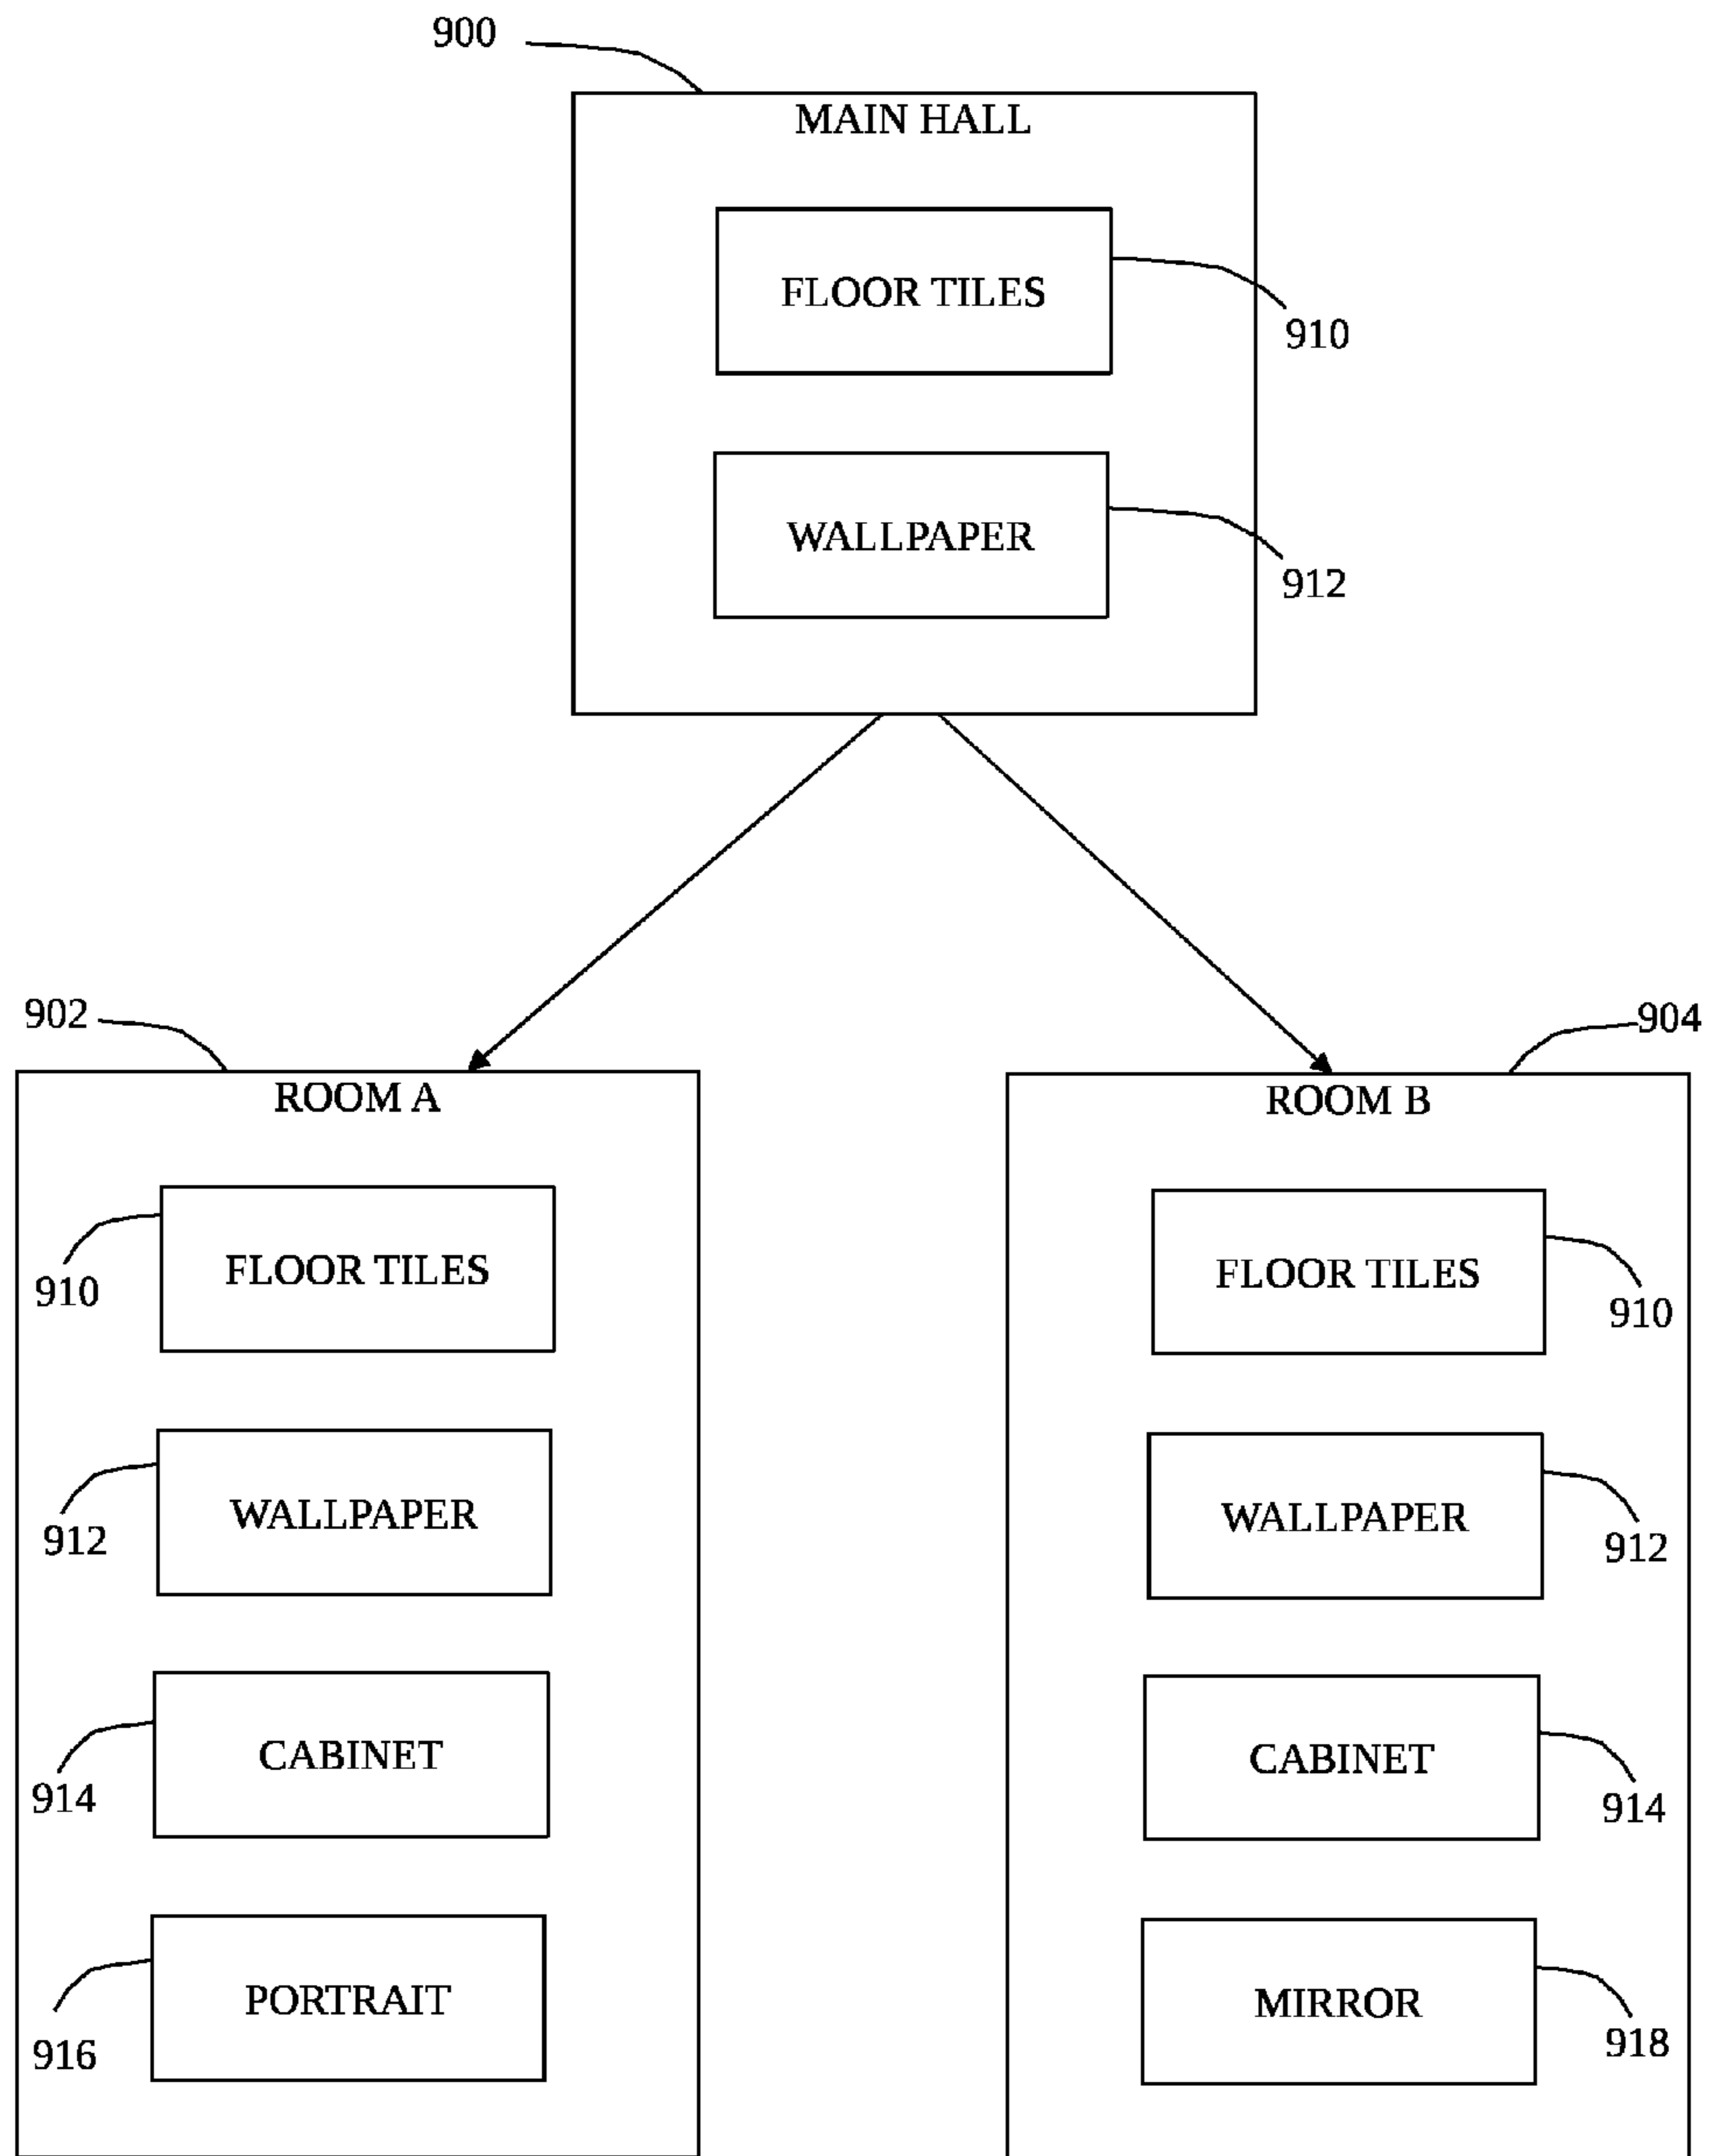 900
MAIN HALL
FLOOR TILES
910
WALLPAPER
912
902
ROOM A
910
FLOOR TILES
912
WALLPAPER
914
CABINET
916
PORTRAIT
904
ROOM B
FLOOR TILES
910
WALLPAPER
912
CABINET
914
MIRROR
918